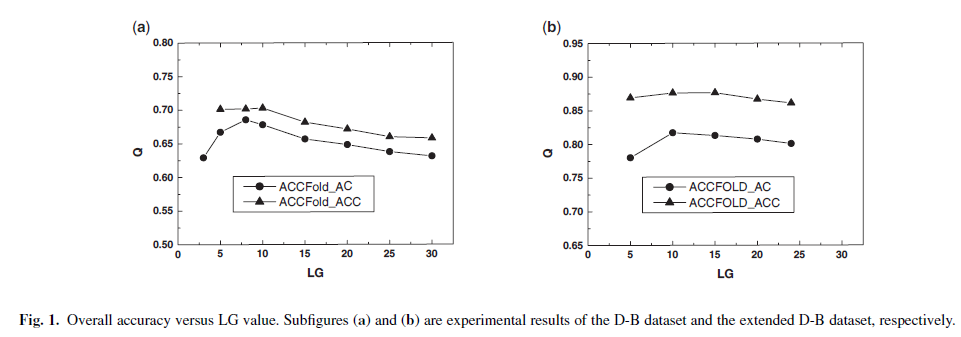 (a)
0.80
0.75
0.70
0.65
0.60
0.55
0.50
Q
ACCFold_AC
ACCFold_ACC
0 5 10 15 20 25 30
LG
(b)
0.95
0.90
0.85
0.80
0.75
0.70
0.65
Q
ACCFOLD_AC
ACCFOLD_ACC
0 5 10 15 20 25 30
LG
Fig. 1. Overall accuracy versus LG value. Subfigures (a) and (b) are experimental results of the D-B dataset and the extended D-B dataset, respectively.